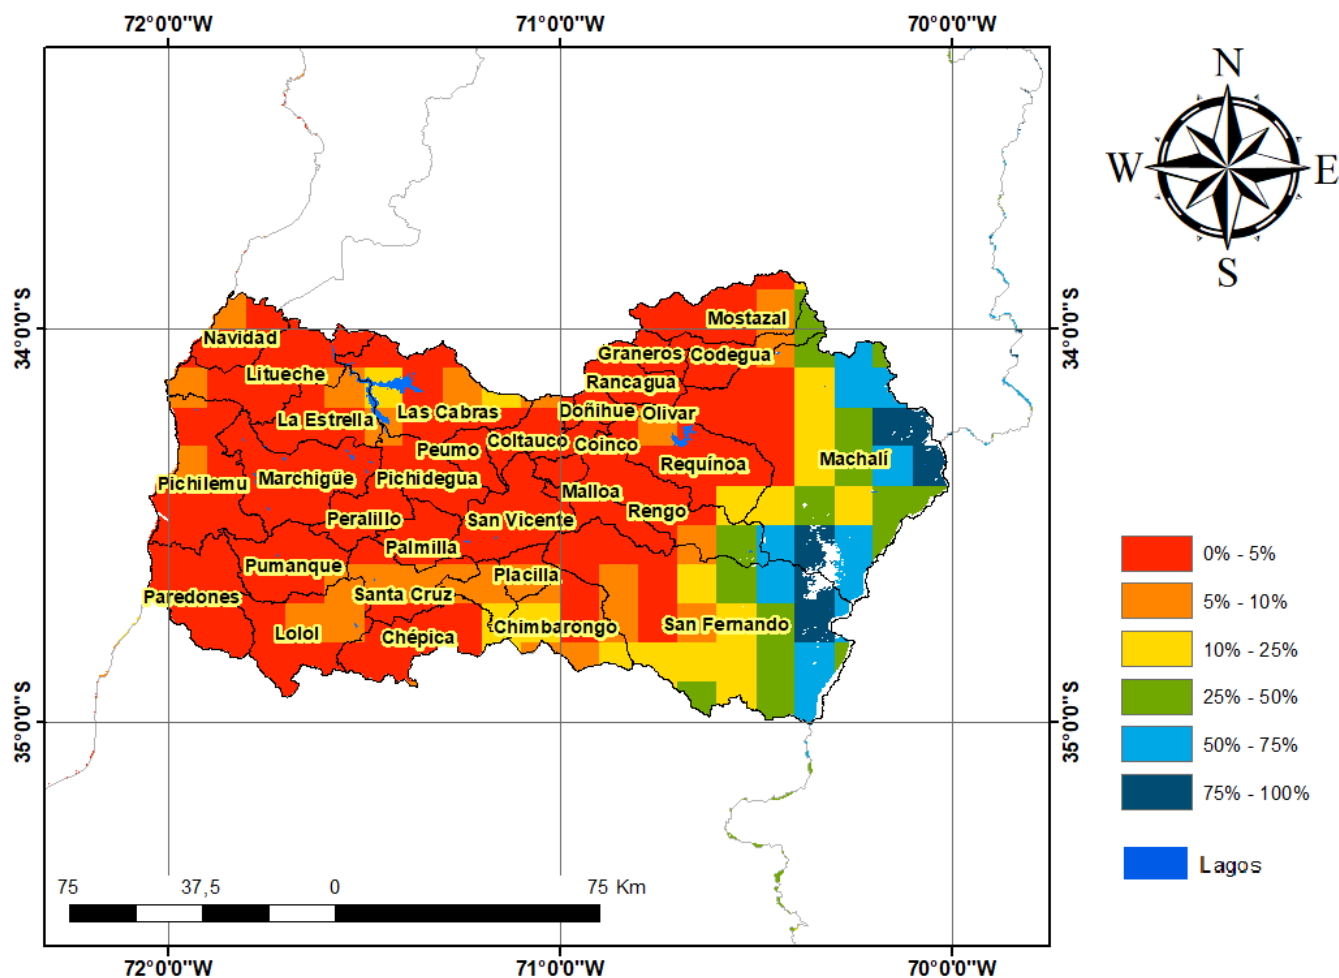 72°0'0"W
71°0'0"W
70°0'0"W
N
W
E
S
34°0'0"S
34°0'0"S
Mostazal
Navidad
Graneros
Codegua
Litueche
Rancagua
Las Cabras
Doñihue
Olivar
La Estrella
Coltauco
Coinco
Peumo
Machalí
Requínoa
Pichilemu
Marchigüe
Pichidegua
Malloa
Rengo
Peralillo
San Vicente
Palmilla
Pumanque
Placilla
Paredones
Santa Cruz
Lolol
Chépica
Chimbarongo
San Fernando
35°0'0"S
35°0'0"S
0% - 5%
5% - 10%
10% - 25%
25% - 50%
50% - 75%
75% - 100%
Lagos
75
37,5
0
75 Km
72°0'0"W
71°0'0"W
70°0'0"W